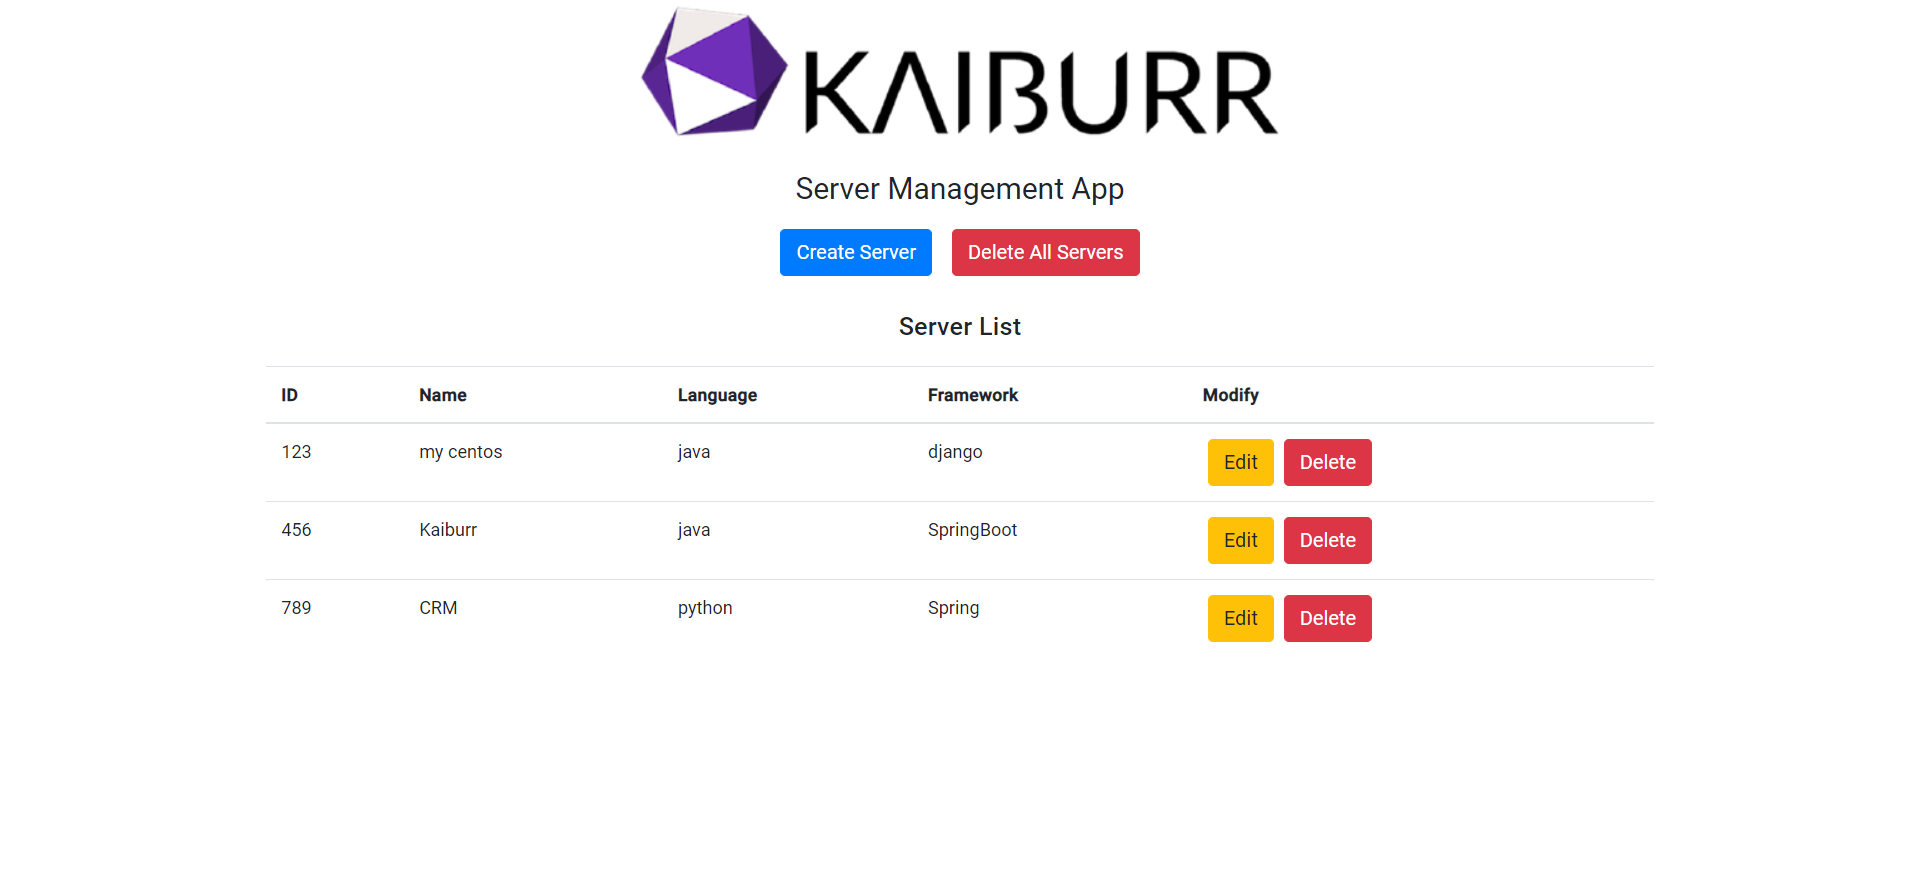 KAIBURR
Server Management App
Create Server Delete All Servers
Server List
ID Name Language Framework Modify
123 my centos java django Edit Delete
456 Kaiburr java SpringBoot Edit Delete
789 CRM python Spring Edit Delete